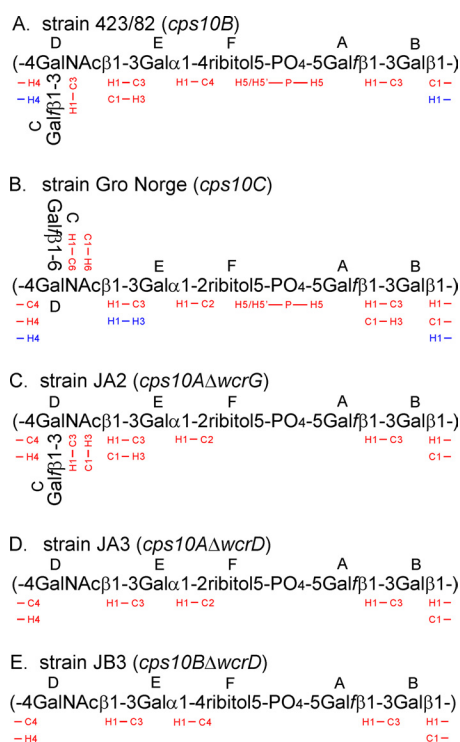 A. strain 423/82 (cps10B)
D E F A B
(-4GalNAcβ1-3Galα1-4ribitol5-PO4-5Galfβ1-3Galβ1-)
–H4 H1–C3 H1–C4 H5/H5'–P–H5 H1–C3 C1–
–H4 C1–H3 H1–
H1–C3
Galfβ1-3
C
B. strain Gro Norge (cps10C)
C
Galfβ1-6
H1–C6
C1–H6
E F A B
(-4GalNAcβ1-3Galα1-2ribitol5-PO4-5Galfβ1-3Galβ1-)
D
–C4 H1–C3 H1–C2 H5/H5'–P–H5 H1–C3 H1–
–H4 H1–H3 C1–H3 C1–
–H4 H1–
C. strain JA2 (cps10AΔwcrG)
D E F A B
(-4GalNAcβ1-3Galα1-2ribitol5-PO4-5Galfβ1-3Galβ1-)
–C4 H1–C3 H1–C2 H1–C3 H1–
–H4 C1–H3 C1–
H1–C3
C1–H3
Galfβ1-3
C
D. strain JA3 (cps10AΔwcrD)
D E F A B
(-4GalNAcβ1-3Galα1-2ribitol5-PO4-5Galfβ1-3Galβ1-)
–C4 H1–C3 H1–C2 H1–C3 H1–
–H4 C1–
E. strain JB3 (cps10BΔwcrD)
D E F A B
(-4GalNAcβ1-3Galα1-4ribitol5-PO4-5Galfβ1-3Galβ1-)
–C4 H1–C3 H1–C4 H1–C3 H1–
–H4 C1–